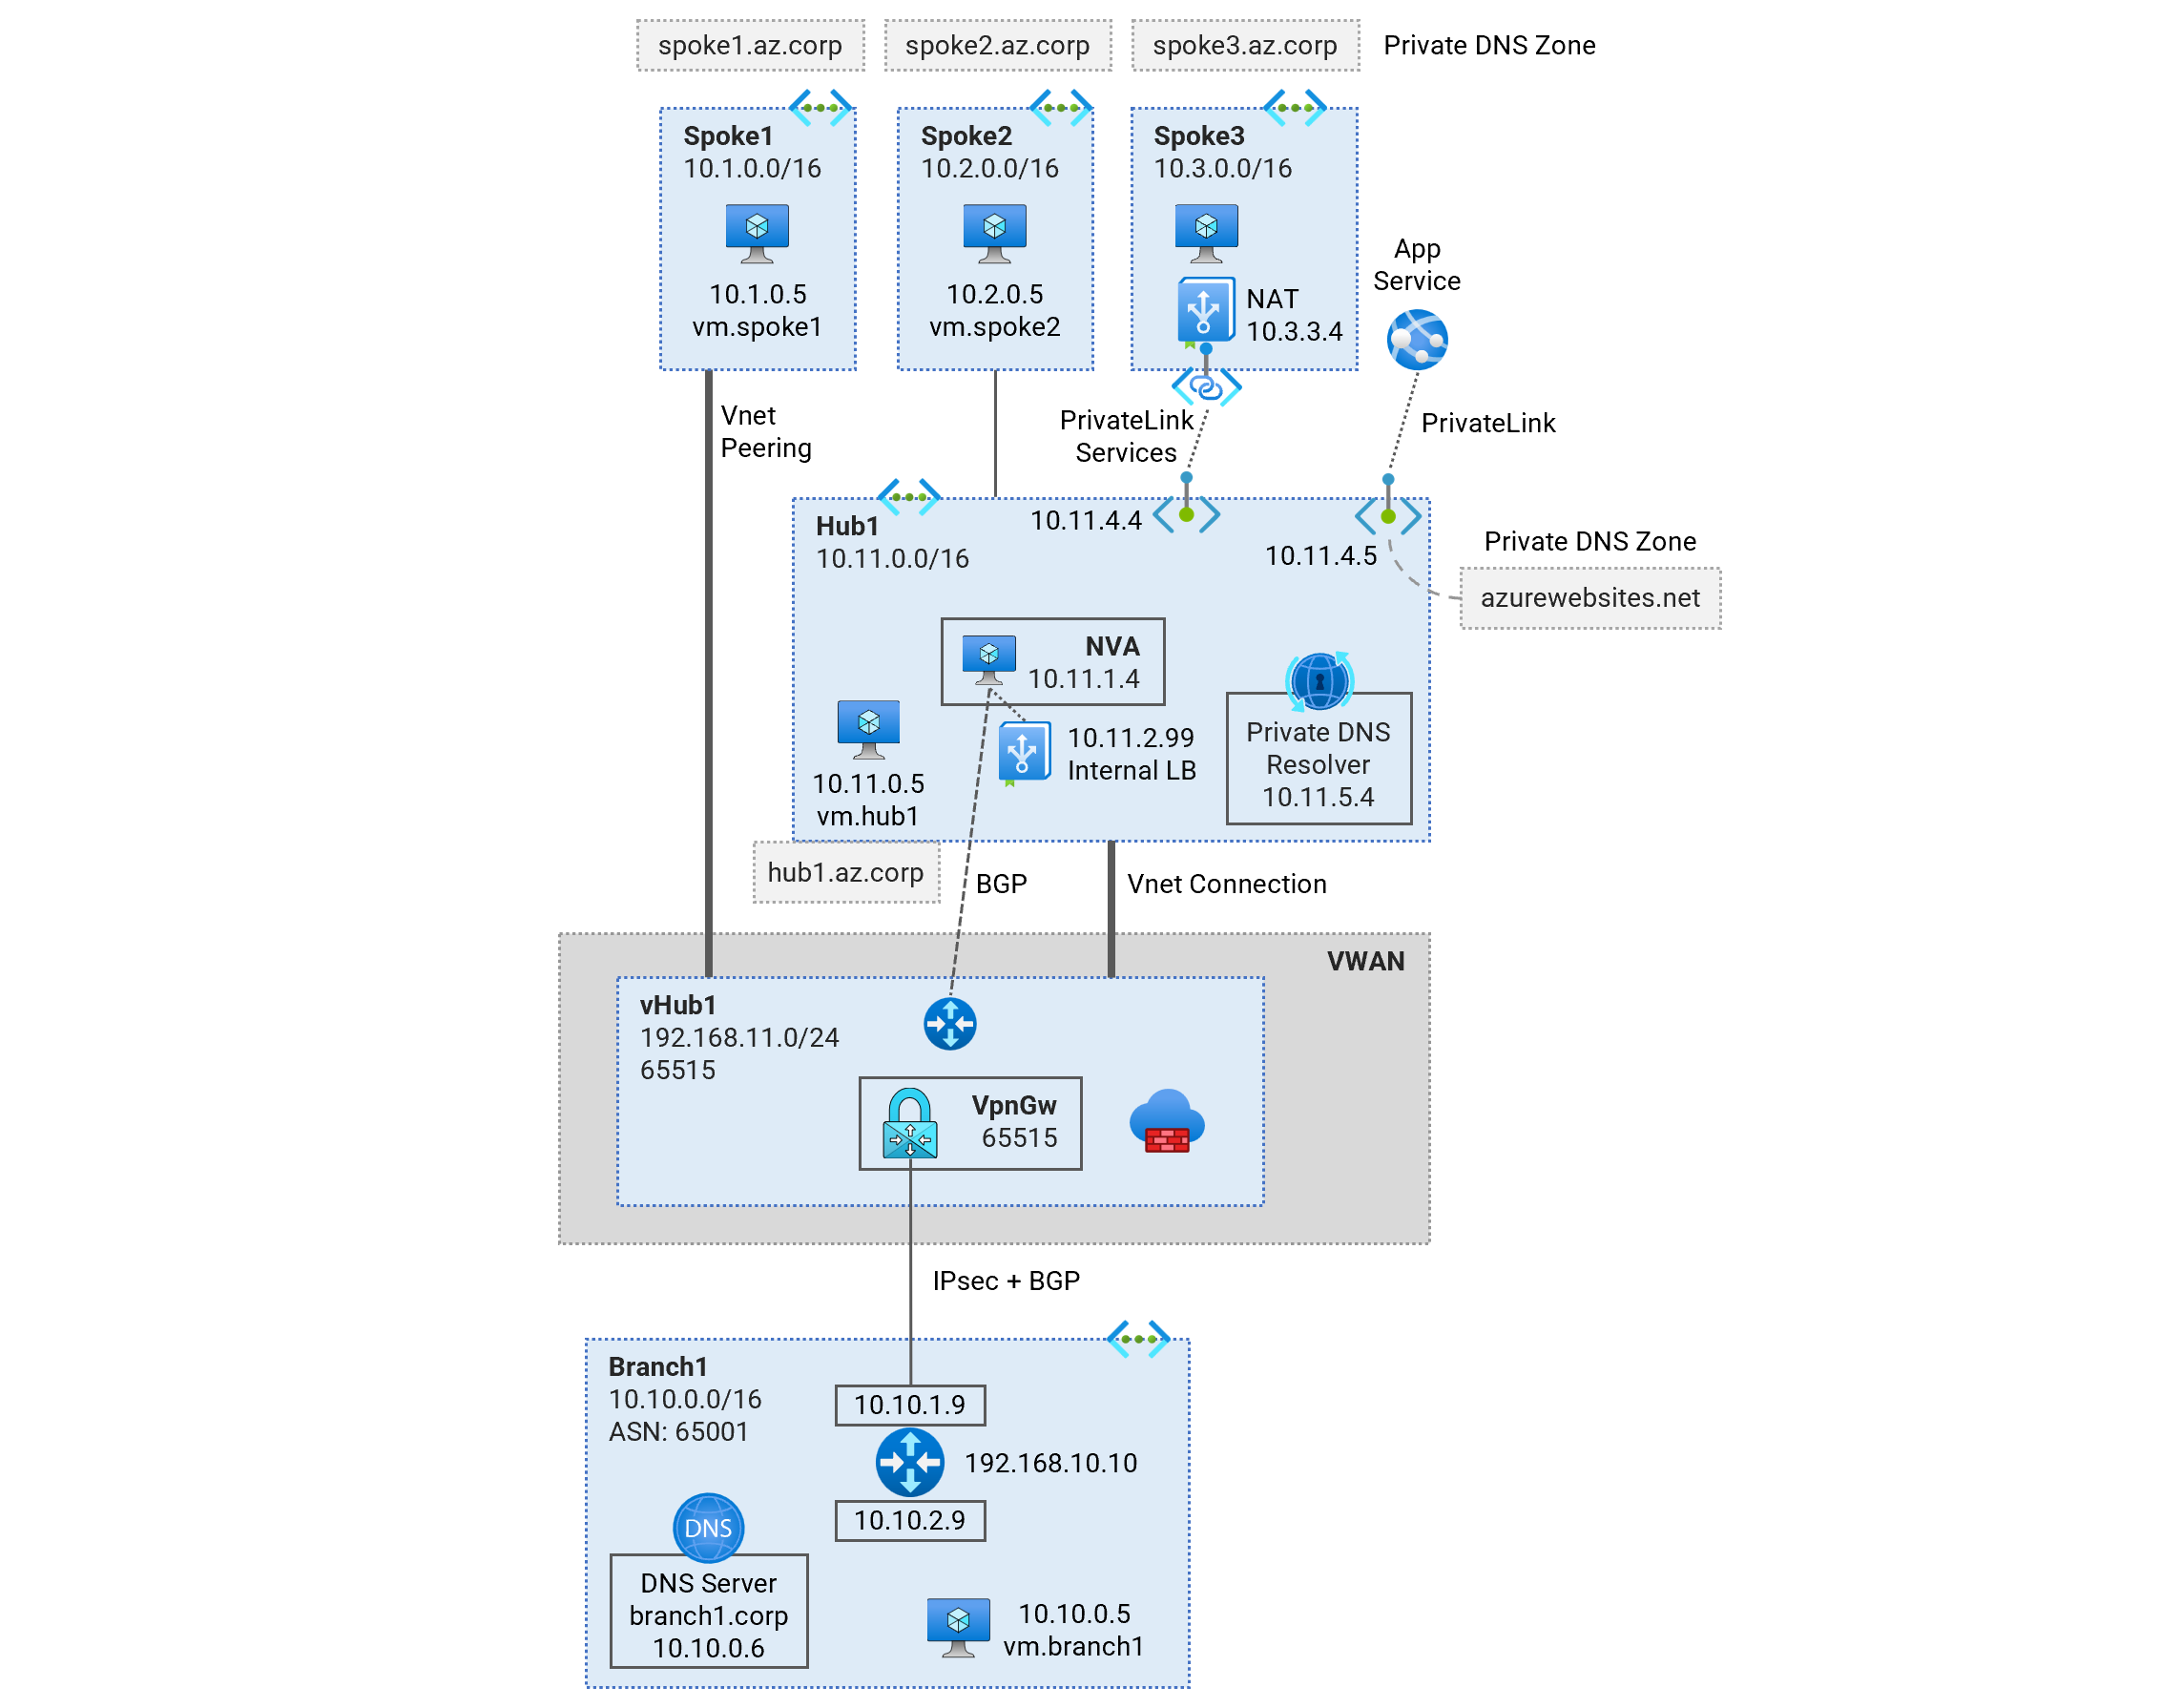 spoke1.az.corp
spoke2.az.corp
spoke3.az.corp
Private DNS Zone
Spoke1
10.1.0.0/16
10.1.0.5
vm.spoke1
Spoke2
10.2.0.0/16
10.2.0.5
vm.spoke2
Spoke3
10.3.0.0/16
NAT
10.3.3.4
App
Service
Vnet
Peering
PrivateLink
Services
PrivateLink
Hub1
10.11.0.0/16
10.11.4.4
10.11.4.5
Private DNS Zone
azurewebsites.net
NVA
10.11.1.4
10.11.2.99
Internal LB
10.11.0.5
vm.hub1
Private DNS
Resolver
10.11.5.4
hub1.az.corp
BGP
Vnet Connection
VWAN
vHub1
192.168.11.0/24
65515
VpnGw
65515
IPsec + BGP
Branch1
10.10.0.0/16
ASN: 65001
10.10.1.9
192.168.10.10
10.10.2.9
DNS
DNS Server
branch1.corp
10.10.0.6
10.10.0.5
vm.branch1